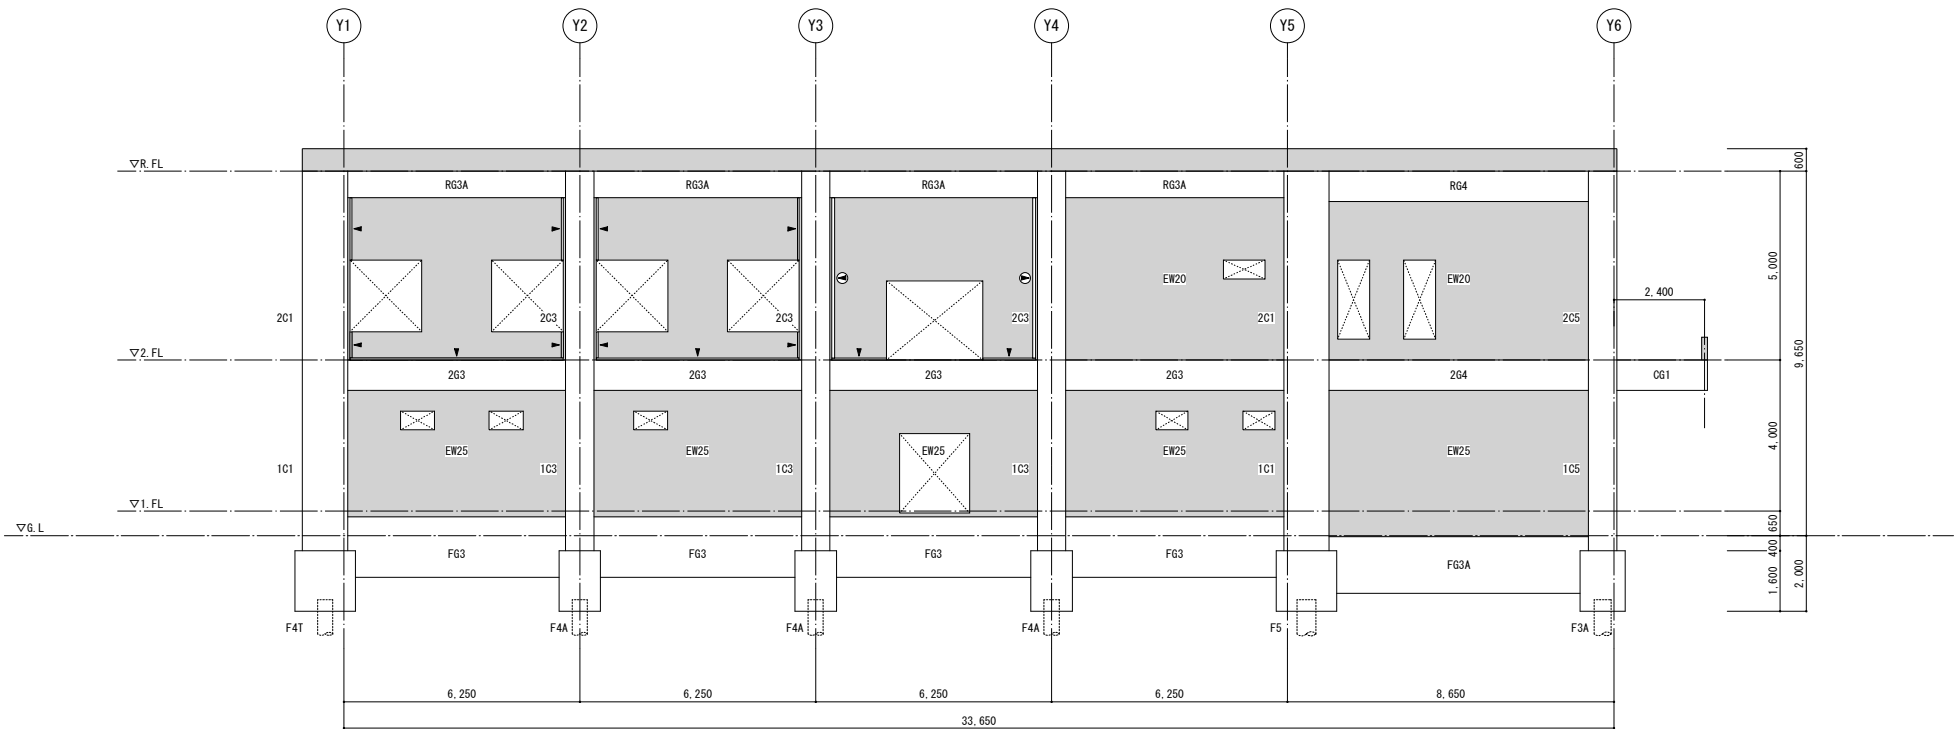 Y1 Y2 Y3 Y4 Y5 Y6
▽R.FL
RG3A RG3A RG3A RG3A RG4
600
5,000
9,650
EW20 EW20
2,400
2C1 2C3 2C3 2C3 2C1 2C5
▽2.FL
2G3 2G3 2G3 2G3 2G4 CG1
4,000
EW25 EW25 EW25 EW25 EW25
1C1 1C3 1C3 1C3 1C1 1C5
▽1.FL
650
▽G.L
400
FG3 FG3 FG3 FG3 FG3A
1,600
2,000
F4T F4A F4A F4A F5 F3A
6,250 6,250 6,250 6,250 8,650
33,650